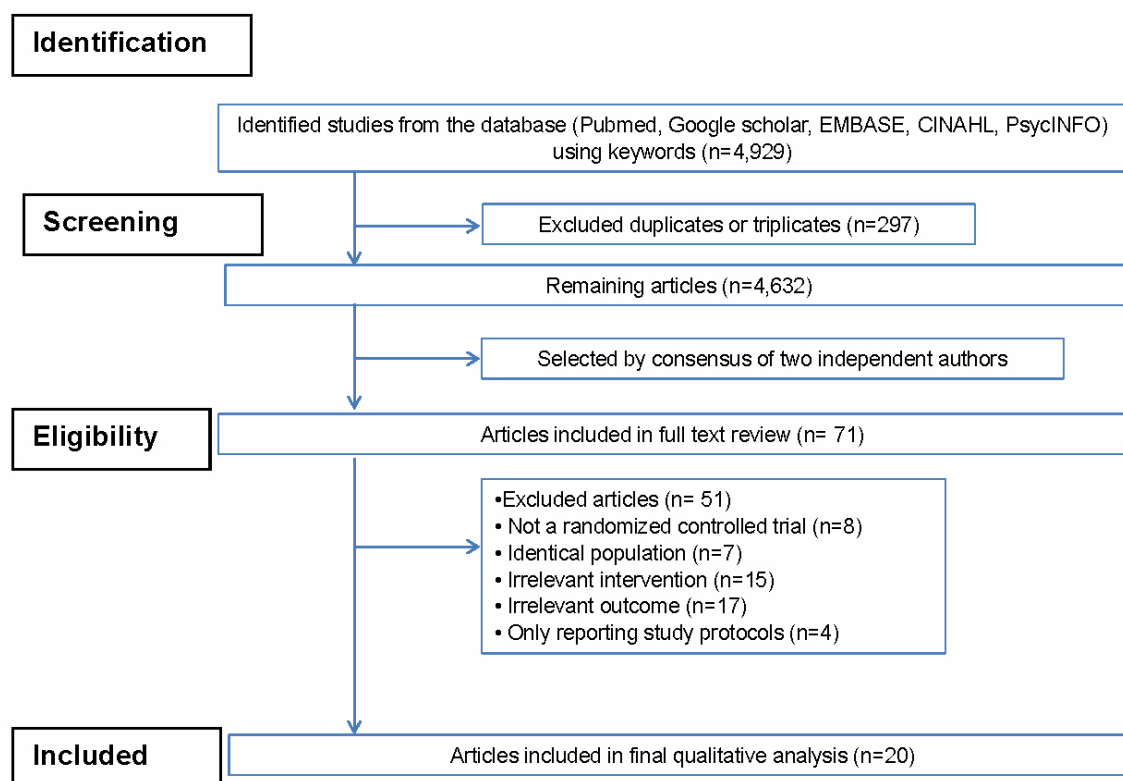 Identification
Identified studies from the database (Pubmed, Google scholar, EMBASE, CINAHL, PsycINFO)
using keywords (n=4,929)
Screening
Excluded duplicates or triplicates (n=297)
Remaining articles (n=4,632)
Selected by consensus of two independent authors
Eligibility
Articles included in full text review (n= 71)
•Excluded articles (n= 51)
• Not a randomized controlled trial (n=8)
• Identical population (n=7)
• Irrelevant intervention (n=15)
• Irrelevant outcome (n=17)
• Only reporting study protocols (n=4)
Included
Articles included in final qualitative analysis (n=20)